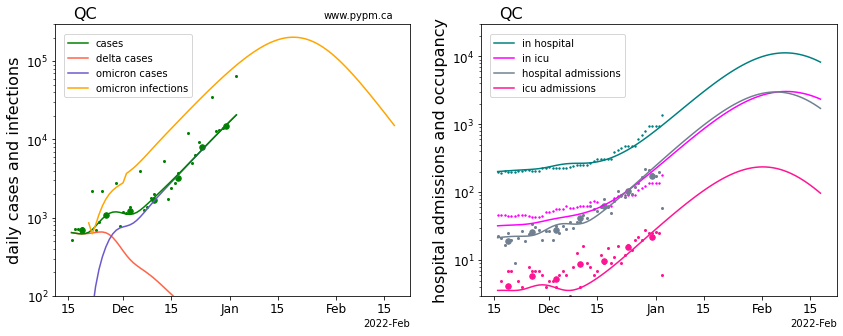 QC
www.pypm.ca
daily cases and infections
cases
delta cases
omicron cases
omicron infections
10^5
10^4
10^3
10^2
15 Dec 15 Jan 15 Feb 15
2022-Feb
QC
hospital admissions and occupancy
in hospital
in icu
hospital admissions
icu admissions
10^4
10^3
10^2
10^1
15 Dec 15 Jan 15 Feb 15
2022-Feb